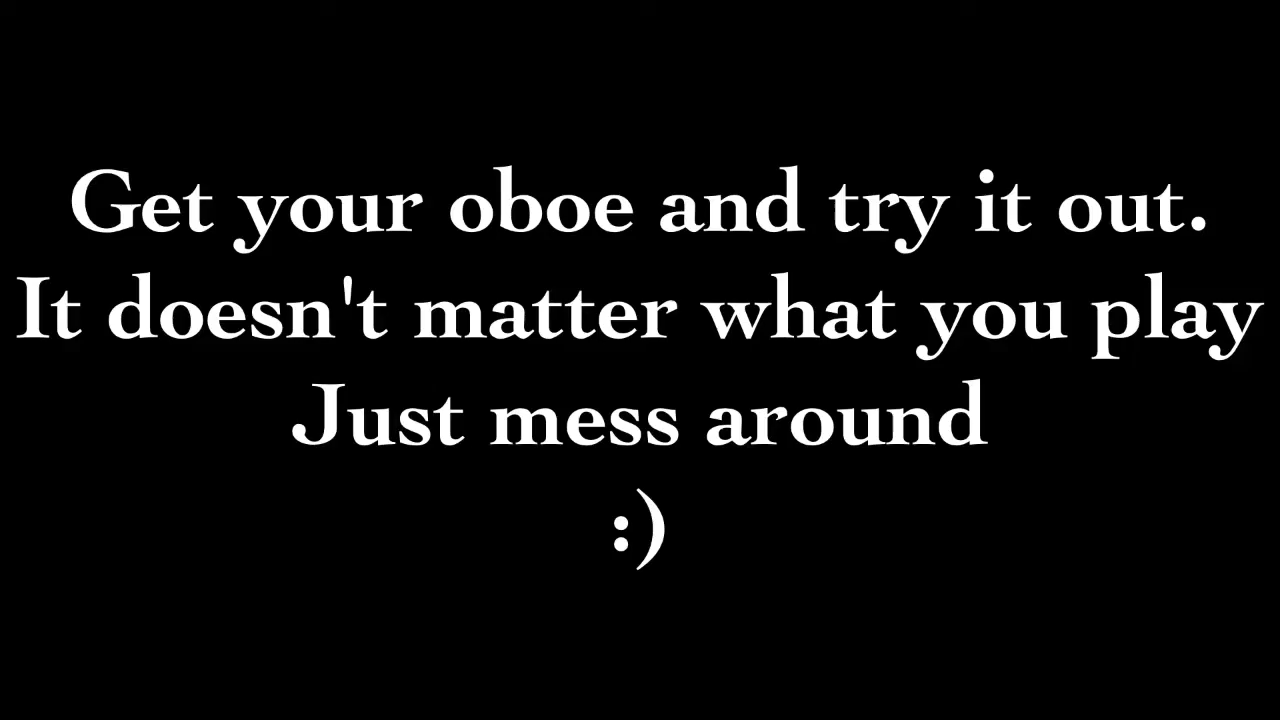 Get your oboe and try it out.
It doesn't matter what you play
Just mess around
:)